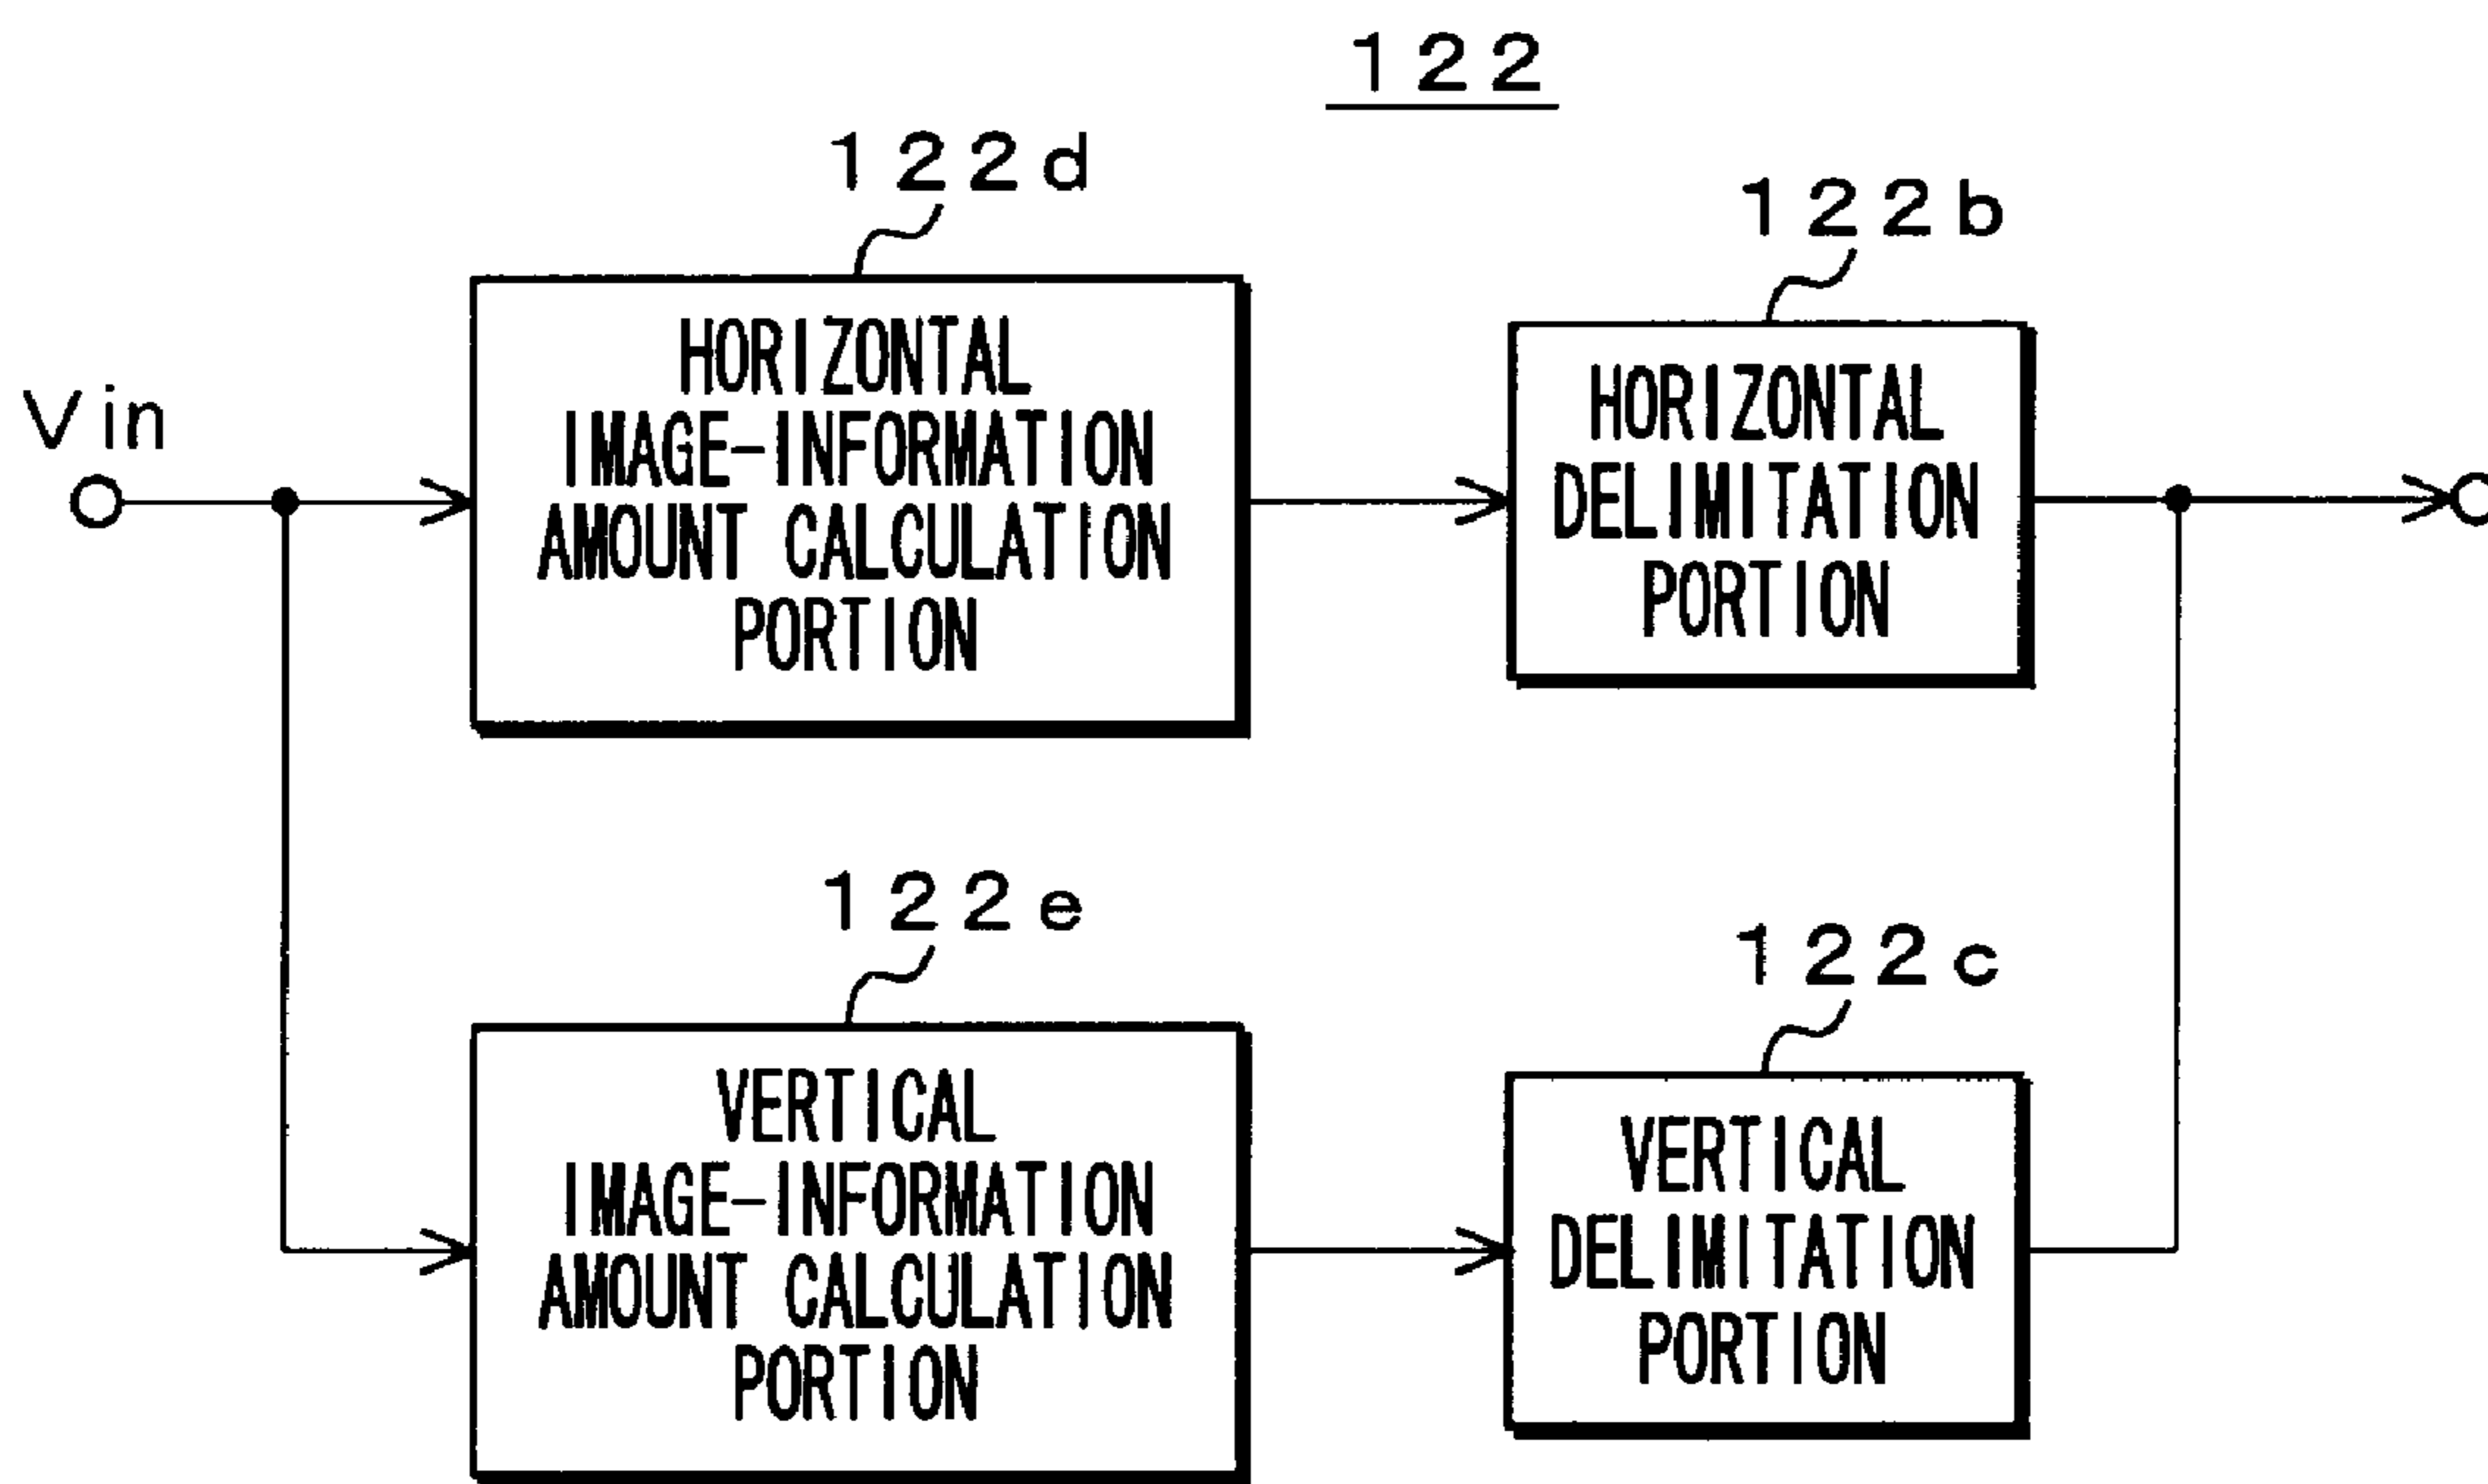 122
122d
122b
Vin
HORIZONTAL
IMAGE-INFORMATION
AMOUNT CALCULATION
PORTION
HORIZONTAL
DELIMITATION
PORTION
122e
122c
VERTICAL
IMAGE-INFORMATION
AMOUNT CALCULATION
PORTION
VERTICAL
DELIMITATION
PORTION